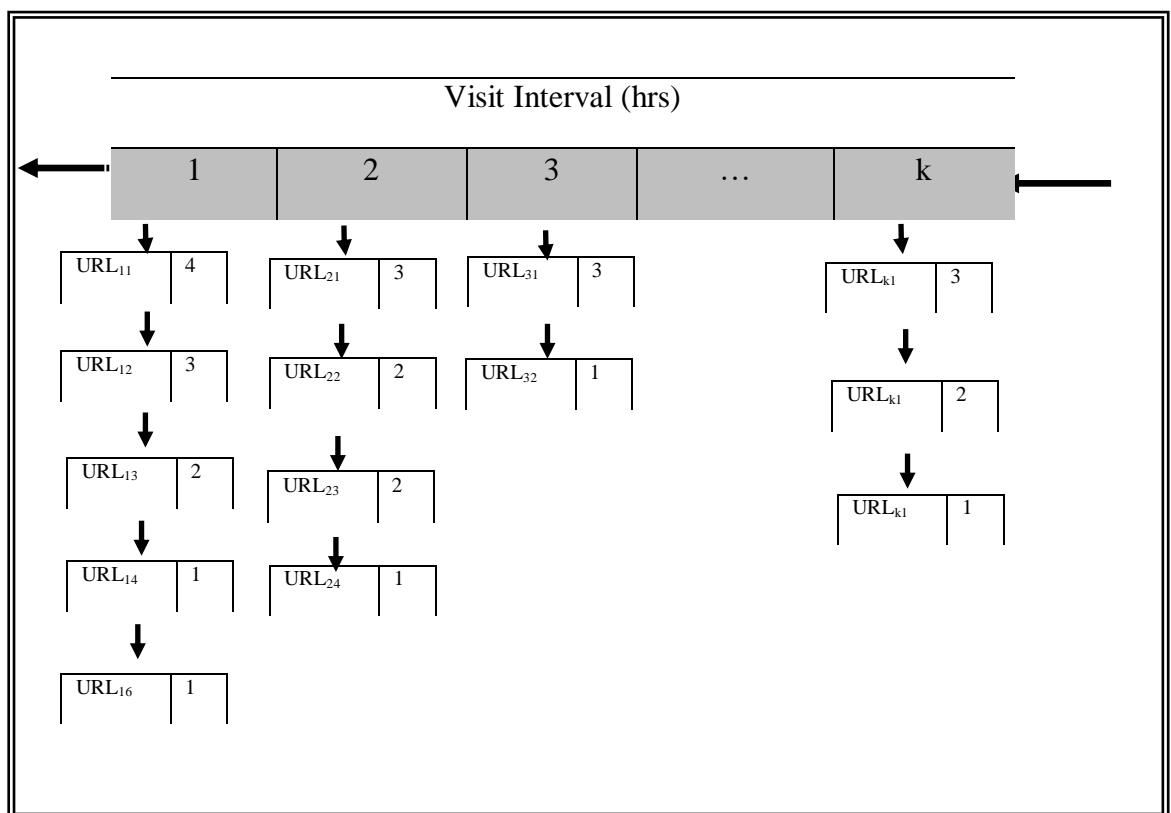 Visit Interval (hrs)
1 2 3 … k
URL₁₁ 4
URL₁₂ 3
URL₁₃ 2
URL₁₄ 1
URL₁₆ 1
URL₂₁ 3
URL₂₂ 2
URL₂₃ 2
URL₂₄ 1
URL₃₁ 3
URL₃₂ 1
URLₖ₁ 3
URLₖ₁ 2
URLₖ₁ 1